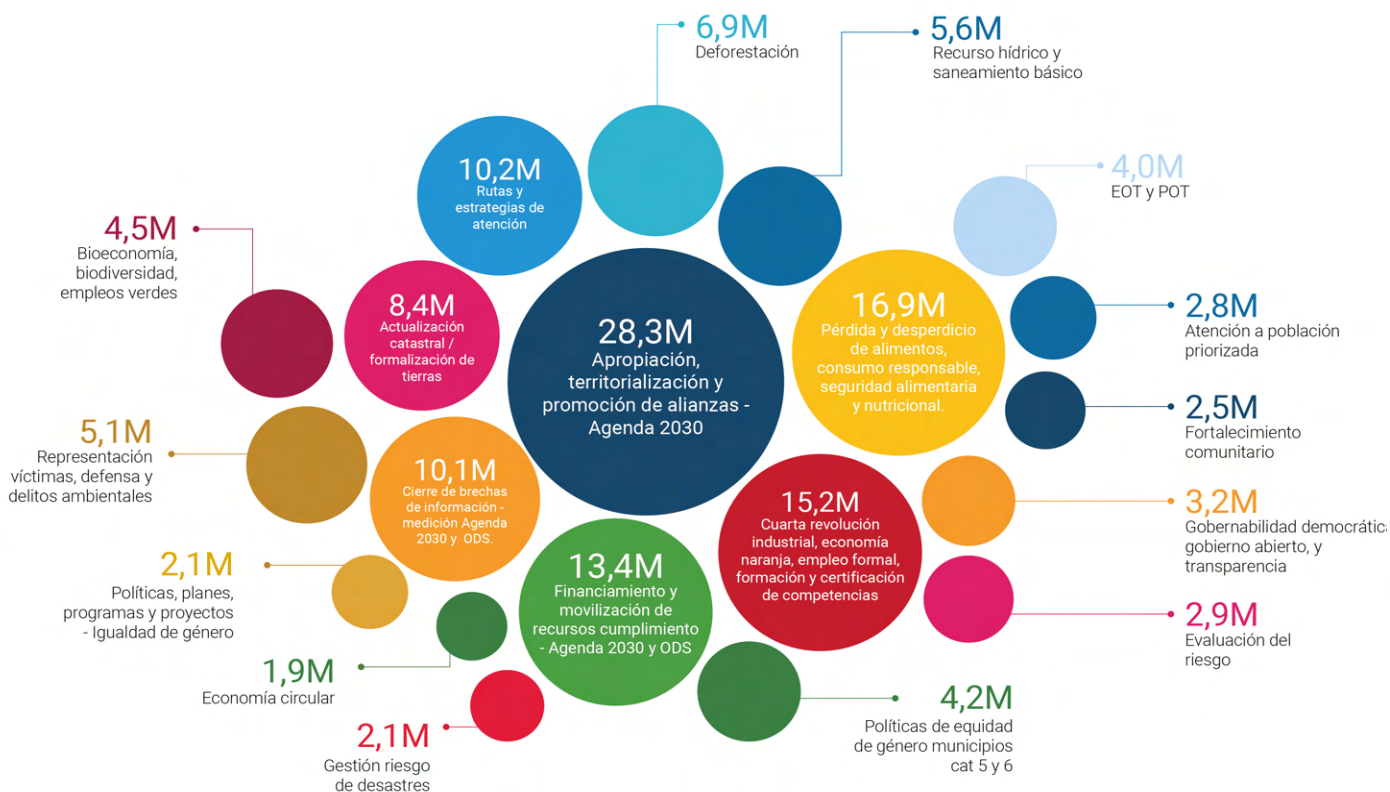 6,9M
Deforestación
5,6M
Recurso hídrico y
saneamiento básico
10,2M
Rutas y
estrategias de
atención
4,0M
EOT y POT
4,5M
Bioeconomía,
biodiversidad,
empleos verdes
8,4M
Actualización
catastral /
formalización de
tierras
28,3M
Apropiación,
territorialización y
promoción de alianzas -
Agenda 2030
16,9M
Pérdida y desperdicio
de alimentos,
consumo responsable,
seguridad alimentaria
y nutricional.
2,8M
Atención a población
priorizada
2,5M
Fortalecimiento
comunitario
5,1M
Representación
víctimas, defensa y
delitos ambientales
10,1M
Cierre de brechas
de información -
medición Agenda
2030 y ODS.
15,2M
Cuarta revolución
industrial, economía
naranja, empleo formal,
formación y certificación
de competencias
3,2M
Gobernabilidad democrática
gobierno abierto, y
transparencia
13,4M
Financiamiento y
movilización de
recursos cumplimiento
- Agenda 2030 y ODS
2,1M
Políticas, planes,
programas y proyectos
- Igualdad de género
2,9M
Evaluación del
riesgo
1,9M
Economía circular
4,2M
Políticas de equidad
de género municipios
cat 5 y 6
2,1M
Gestión riesgo
de desastres